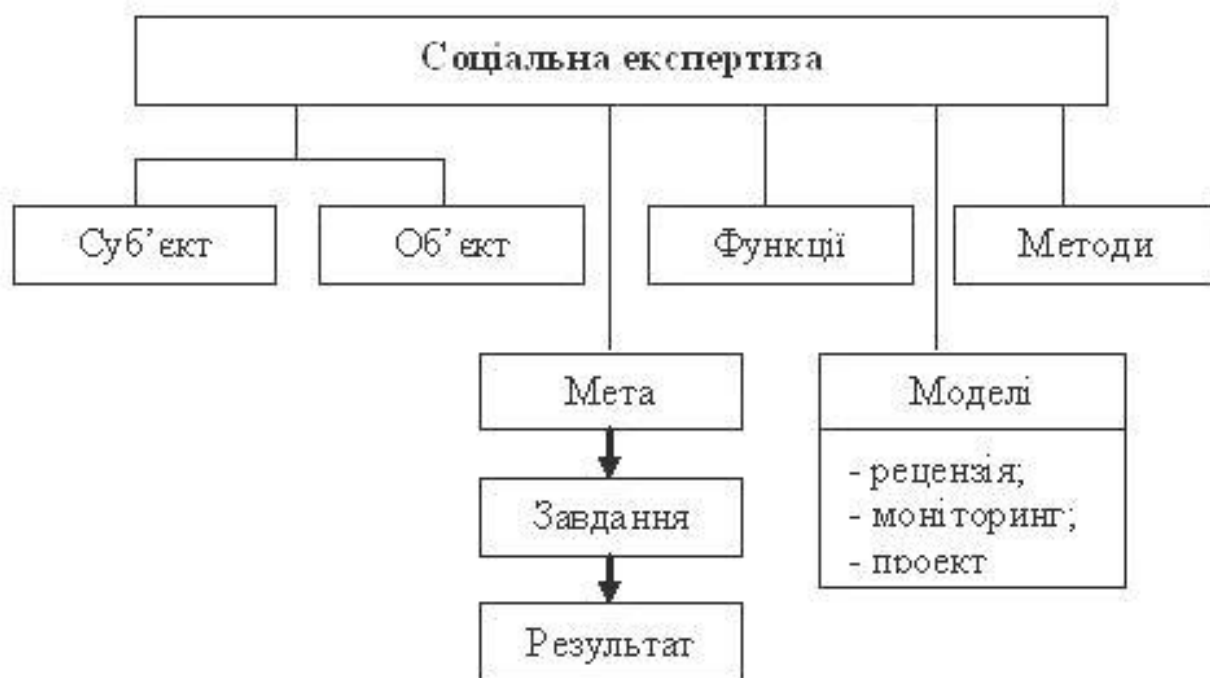 Соціальна експертиза
Суб’єкт
Об’єкт
Функції
Методи
Мета
Моделі
- рецензія;
- моніторинг;
- проект
Завдання
Результат